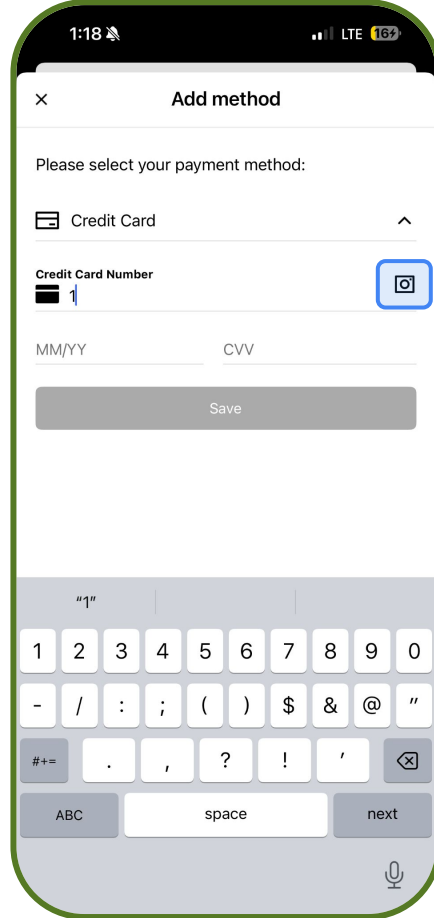 1:18 LTE 16
Add method
Please select your payment method:
Credit Card
Credit Card Number
1
MM/YY CVV
Save
“1”
1 2 3 4 5 6 7 8 9 0
- / : ; ( ) $ & @ "
#+= . , ? ! ’
ABC space next